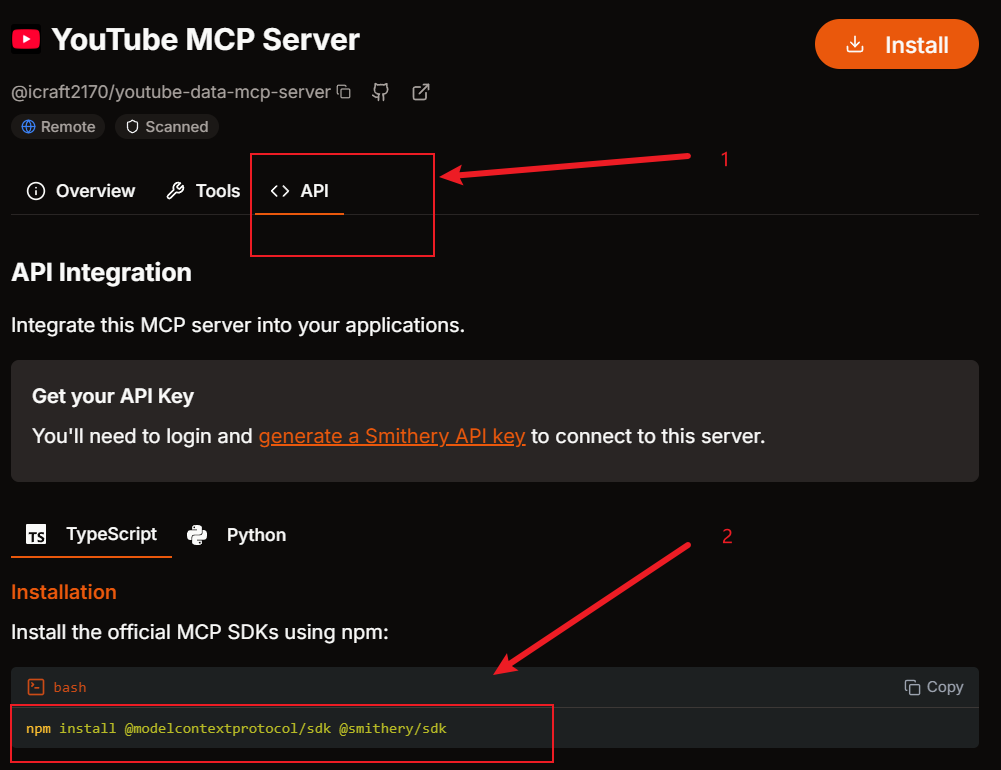 YouTube MCP Server
Install
@icraft2170/youtube-data-mcp-server
Remote Scanned
1
Overview Tools <> API
API Integration
Integrate this MCP server into your applications.
Get your API Key
You'll need to login and generate a Smithery API key to connect to this server.
TS TypeScript Python
2
Installation
Install the official MCP SDKs using npm:
bash Copy
npm install @modelcontextprotocol/sdk @smithery/sdk